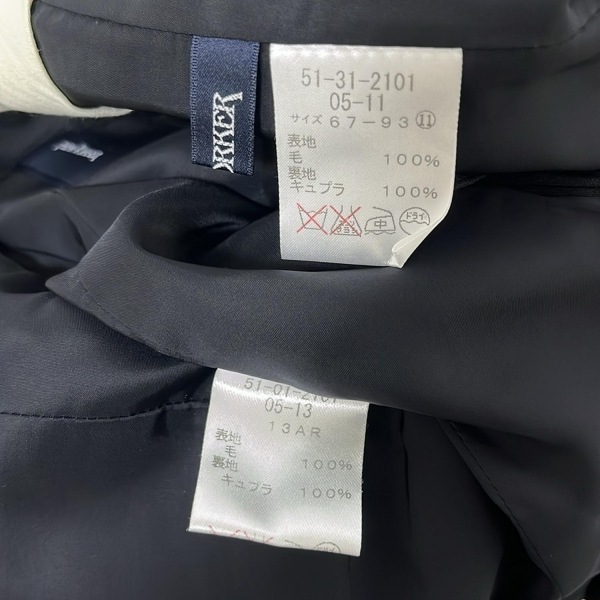 ORKER
51-31-2101
05-11
サイズ 67-93 ⑪
表地
毛 100%
裏地
キュプラ 100%
中
ドライ
51-01-2101
05-13
13AR
表地
毛 100%
裏地
キュプラ 100%